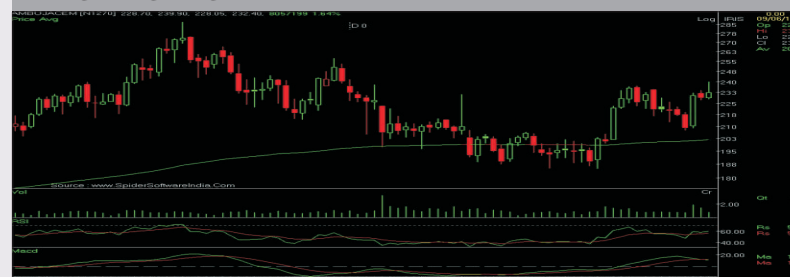 AMBUJACEM [NT270] 228.70, 239.90, 228.05, 232.40, 8057199 1.64%
Price Avg
D 0
Log
IRIS
0.00
09/06/1
285
278
270
263
255
248
240
233
225
218
210
203
195
188
180
Op
Hi
Lo
Cl
Av
Source : www.SpiderSoftwareIndia.Com
Vol
Cr
2.00
Qt
RSI
60.00
40.00
Rs
Rs
Macd
20.00
Ma
Ma